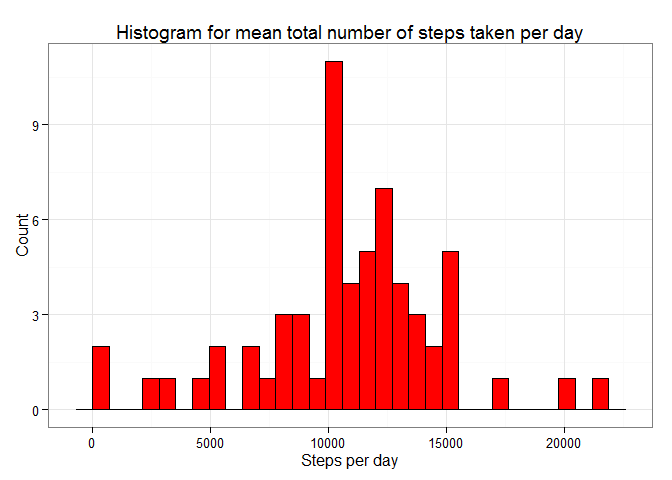 Histogram for mean total number of steps taken per day
9
6
3
0
Count
0 5000 10000 15000 20000
Steps per day